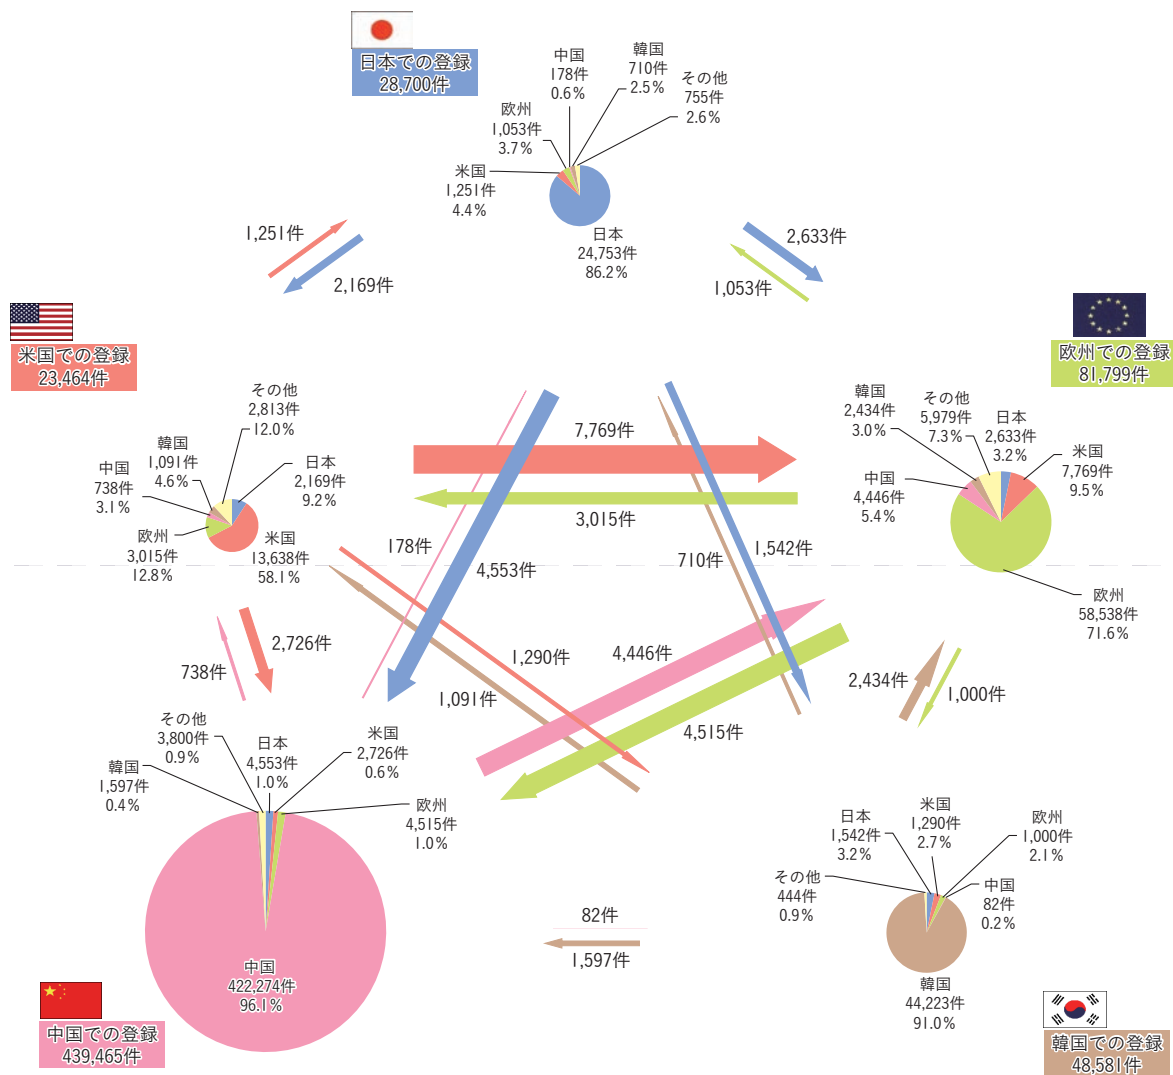 日本での登録
28,700件
中国
178件
0.6%
韓国
710件
2.5%
その他
755件
2.6%
欧州
1,053件
3.7%
米国
1,251件
4.4%
日本
24,753件
86.2%
1,251件
2,169件
2,633件
1,053件
米国での登録
23,464件
欧州での登録
81,799件
その他
2,813件
12.0%
韓国
1,091件
4.6%
中国
738件
3.1%
日本
2,169件
9.2%
欧州
3,015件
12.8%
米国
13,638件
58.1%
7,769件
3,015件
韓国
2,434件
3.0%
その他
5,979件
7.3%
日本
2,633件
3.2%
米国
7,769件
9.5%
中国
4,446件
5.4%
欧州
58,538件
71.6%
178件
4,553件
710件
1,542件
2,726件
738件
1,290件
1,091件
4,446件
4,515件
2,434件
1,000件
その他
3,800件
0.9%
日本
4,553件
1.0%
米国
2,726件
0.6%
韓国
1,597件
0.4%
欧州
4,515件
1.0%
中国
422,274件
96.1%
中国での登録
439,465件
82件
1,597件
日本
1,542件
3.2%
米国
1,290件
2.7%
欧州
1,000件
2.1%
その他
444件
0.9%
中国
82件
0.2%
韓国
44,223件
91.0%
韓国での登録
48,581件